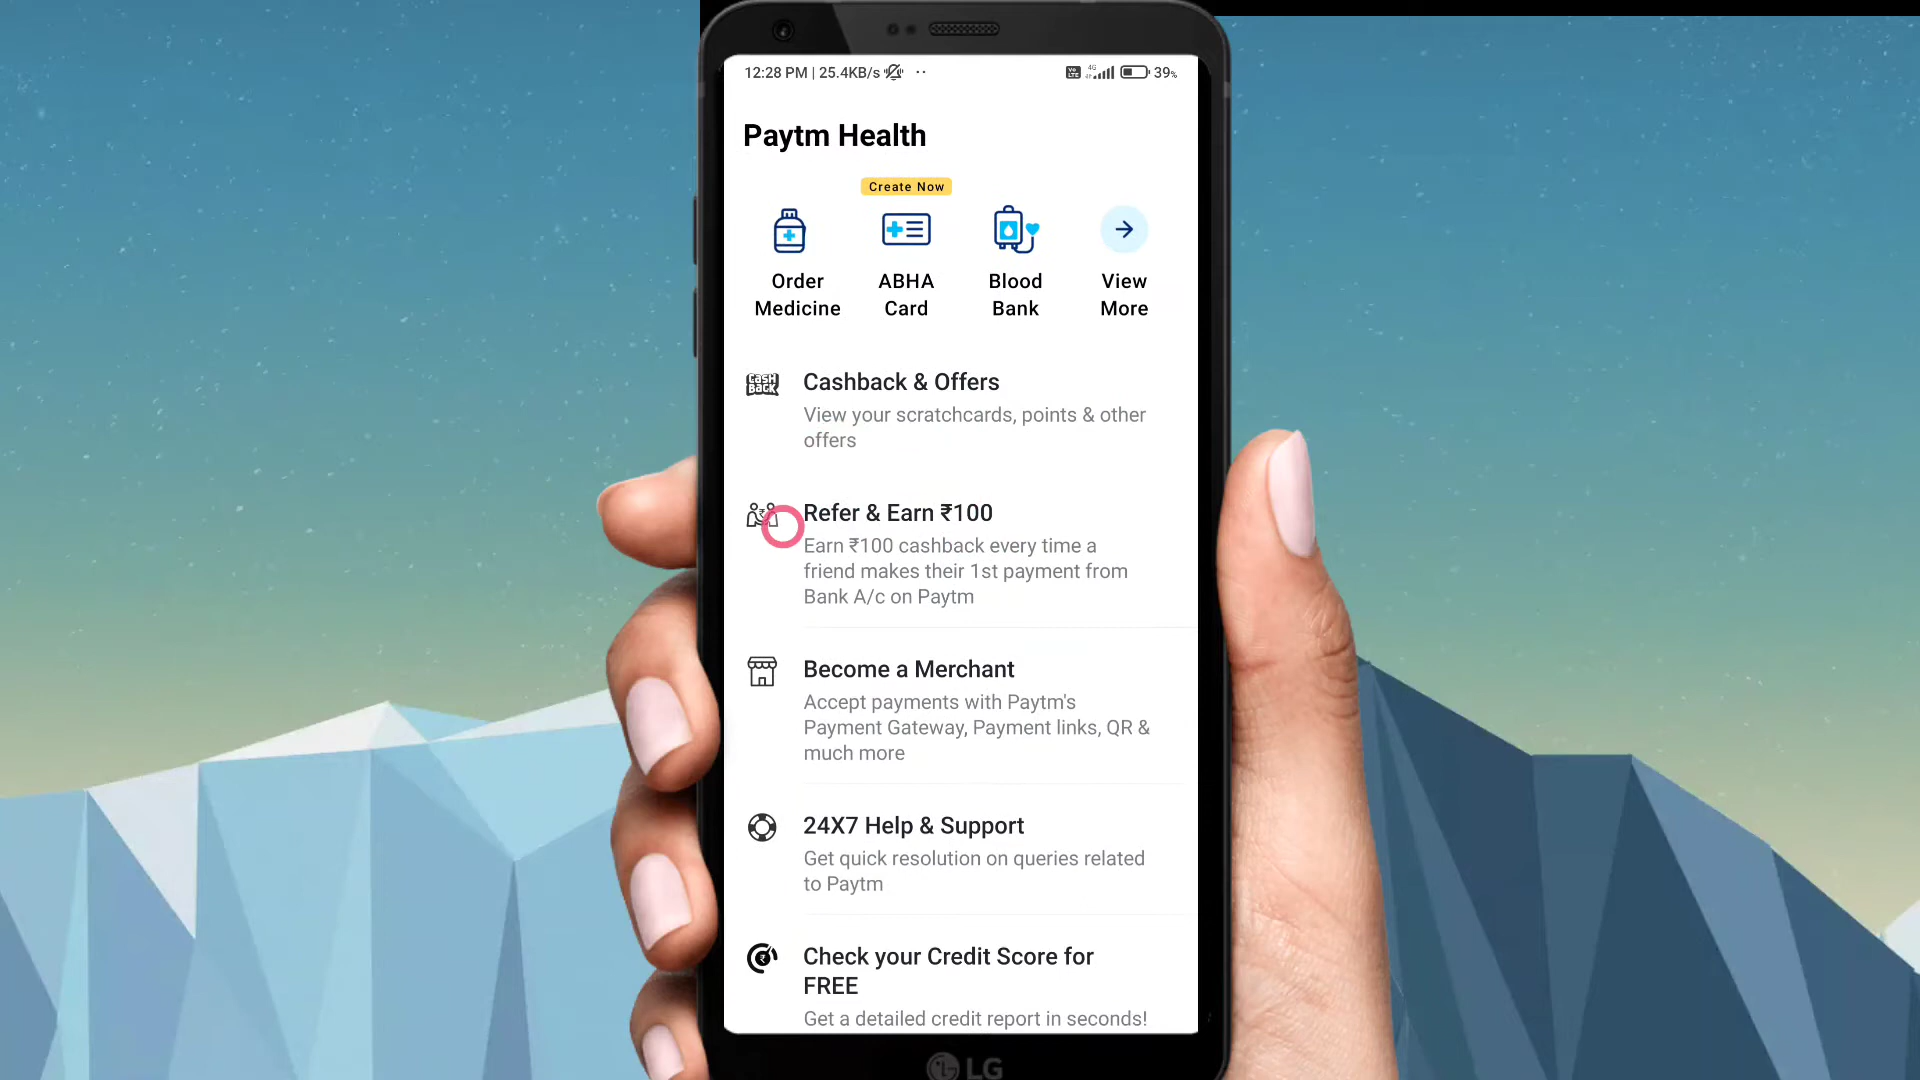 12:28 PM | 25.4KB/s
4G
39%
Paytm Health
Create Now
Order Medicine
ABHA Card
Blood Bank
View More
CASH BACK
Cashback & Offers
View your scratchcards, points & other
offers
Refer & Earn ₹100
Earn ₹100 cashback every time a
friend makes their 1st payment from
Bank A/c on Paytm
Become a Merchant
Accept payments with Paytm's
Payment Gateway, Payment links, QR &
much more
24X7 Help & Support
Get quick resolution on queries related
to Paytm
Check your Credit Score for
FREE
Get a detailed credit report in seconds!
LG